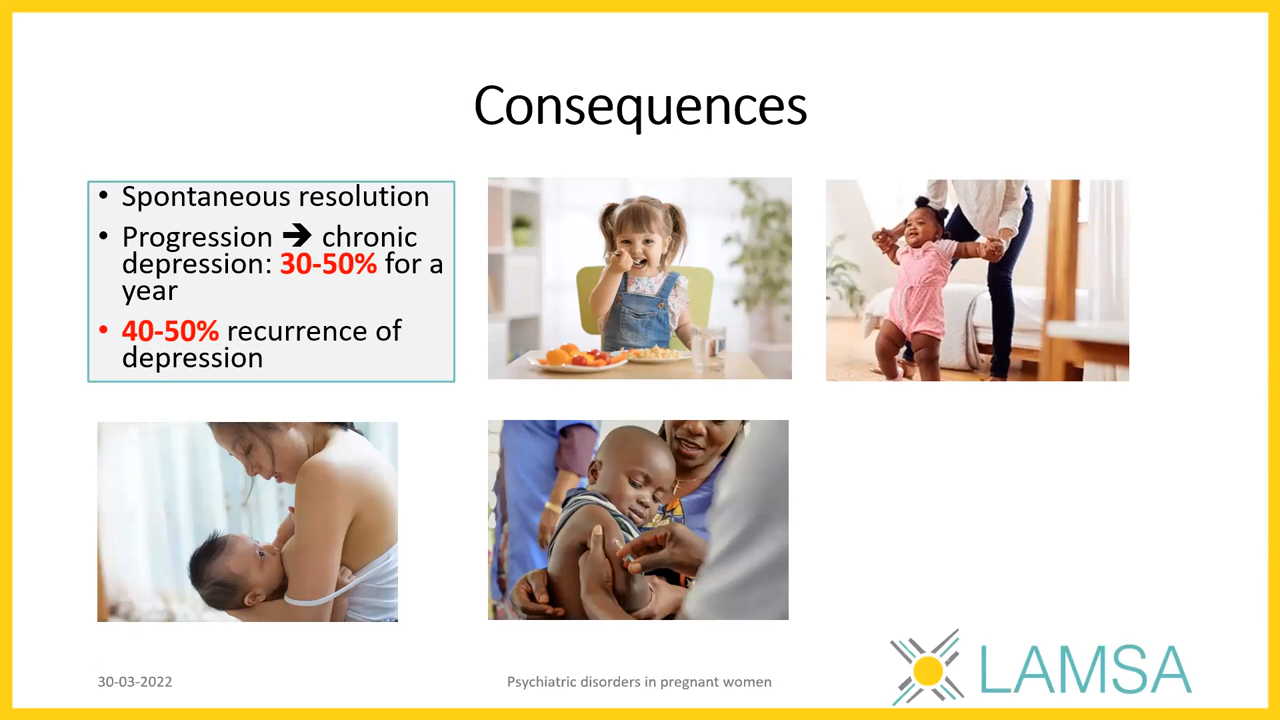 Consequences
• Spontaneous resolution
• Progression ➔ chronic
depression: 30-50% for a
year
• 40-50% recurrence of
depression
30-03-2022
Psychiatric disorders in pregnant women
LAMSA